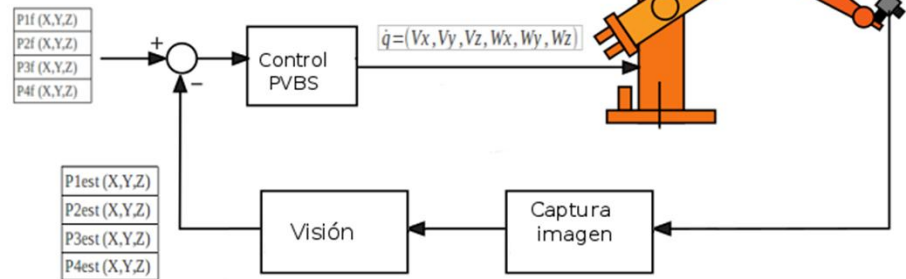 P1f (X,Y,Z)
P2f (X,Y,Z)
P3f (X,Y,Z)
P4f (X,Y,Z)
+
−
Control
PVBS
q̇=(Vx,Vy,Vz,Wx,Wy,Wz)
P1est (X,Y,Z)
P2est (X,Y,Z)
P3est (X,Y,Z)
P4est (X,Y,Z)
Visión
Captura
imagen